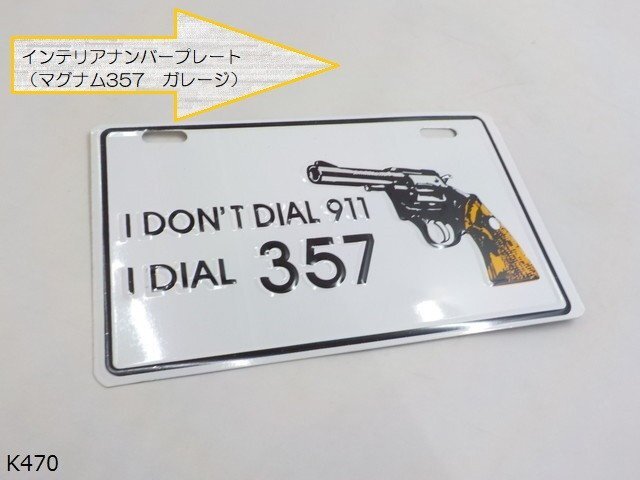 インテリアナンバープレート
（マグナム357　ガレージ）
I DON'T DIAL 911
I DIAL 357
K470